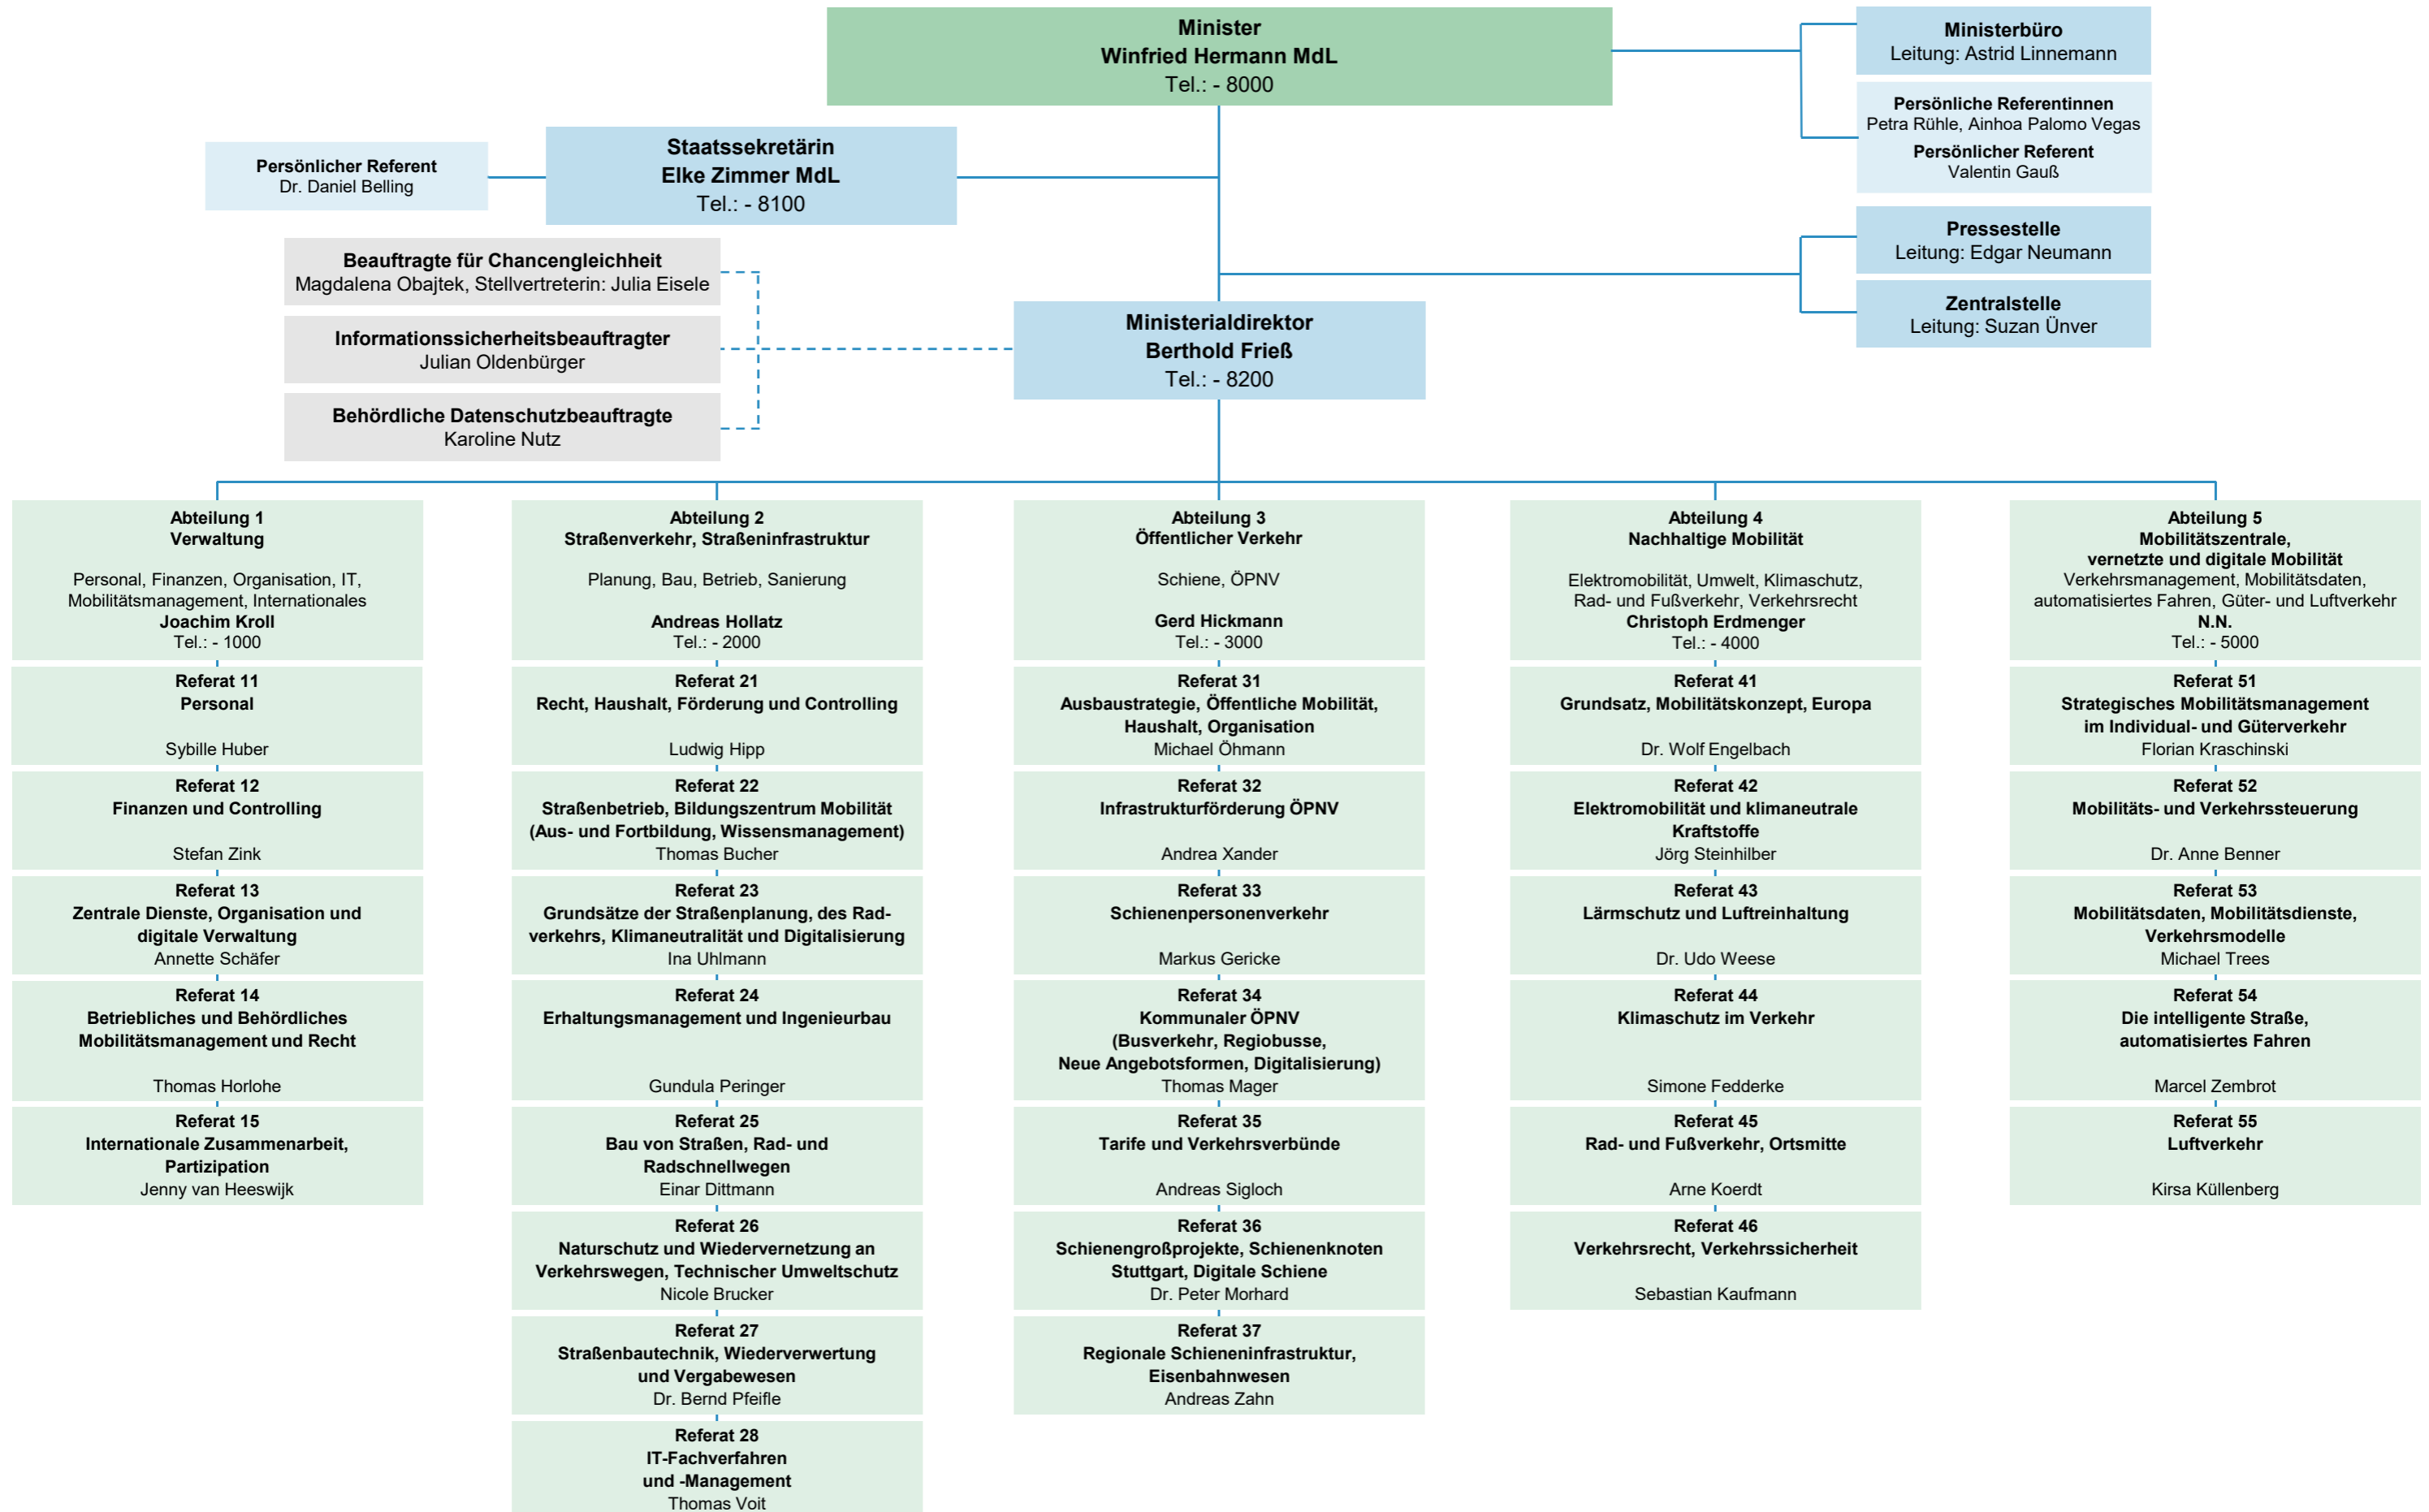 Minister
Winfried Hermann MdL
Tel.: - 8000
Ministerbüro
Leitung: Astrid Linnemann
Persönliche Referentinnen
Petra Rühle, Ainhoa Palomo Vegas
Persönlicher Referent
Valentin Gauß
Staatssekretärin
Elke Zimmer MdL
Tel.: - 8100
Persönlicher Referent
Dr. Daniel Belling
Pressestelle
Leitung: Edgar Neumann
Zentralstelle
Leitung: Suzan Ünver
Beauftragte für Chancengleichheit
Magdalena Obajtek, Stellvertreterin: Julia Eisele
Informationssicherheitsbeauftragter
Julian Oldenbürger
Behördliche Datenschutzbeauftragte
Karoline Nutz
Ministerialdirektor
Berthold Frieß
Tel.: - 8200
Abteilung 1
Verwaltung
Personal, Finanzen, Organisation, IT,
Mobilitätsmanagement, Internationales
Joachim Kroll
Tel.: - 1000
Referat 11
Personal
Sybille Huber
Referat 12
Finanzen und Controlling
Stefan Zink
Referat 13
Zentrale Dienste, Organisation und
digitale Verwaltung
Annette Schäfer
Referat 14
Betriebliches und Behördliches
Mobilitätsmanagement und Recht
Thomas Horlohe
Referat 15
Internationale Zusammenarbeit,
Partizipation
Jenny van Heeswijk
Abteilung 2
Straßenverkehr, Straßeninfrastruktur
Planung, Bau, Betrieb, Sanierung
Andreas Hollatz
Tel.: - 2000
Referat 21
Recht, Haushalt, Förderung und Controlling
Ludwig Hipp
Referat 22
Straßenbetrieb, Bildungszentrum Mobilität
(Aus- und Fortbildung, Wissensmanagement)
Thomas Bucher
Referat 23
Grundsätze der Straßenplanung, des Rad-
verkehrs, Klimaneutralität und Digitalisierung
Ina Uhlmann
Referat 24
Erhaltungsmanagement und Ingenieurbau
Gundula Peringer
Referat 25
Bau von Straßen, Rad- und
Radschnellwegen
Einar Dittmann
Referat 26
Naturschutz und Wiedervernetzung an
Verkehrswegen, Technischer Umweltschutz
Nicole Brucker
Referat 27
Straßenbautechnik, Wiederverwertung
und Vergabewesen
Dr. Bernd Pfeifle
Referat 28
IT-Fachverfahren
und -Management
Thomas Voit
Abteilung 3
Öffentlicher Verkehr
Schiene, ÖPNV
Gerd Hickmann
Tel.: - 3000
Referat 31
Ausbaustrategie, Öffentliche Mobilität,
Haushalt, Organisation
Michael Öhmann
Referat 32
Infrastrukturförderung ÖPNV
Andrea Xander
Referat 33
Schienenpersonenverkehr
Markus Gericke
Referat 34
Kommunaler ÖPNV
(Busverkehr, Regiobusse,
Neue Angebotsformen, Digitalisierung)
Thomas Mager
Referat 35
Tarife und Verkehrsverbünde
Andreas Sigloch
Referat 36
Schienengroßprojekte, Schienenknoten
Stuttgart, Digitale Schiene
Dr. Peter Morhard
Referat 37
Regionale Schieneninfrastruktur,
Eisenbahnwesen
Andreas Zahn
Abteilung 4
Nachhaltige Mobilität
Elektromobilität, Umwelt, Klimaschutz,
Rad- und Fußverkehr, Verkehrsrecht
Christoph Erdmenger
Tel.: - 4000
Referat 41
Grundsatz, Mobilitätskonzept, Europa
Dr. Wolf Engelbach
Referat 42
Elektromobilität und klimaneutrale
Kraftstoffe
Jörg Steinhilber
Referat 43
Lärmschutz und Luftreinhaltung
Dr. Udo Weese
Referat 44
Klimaschutz im Verkehr
Simone Fedderke
Referat 45
Rad- und Fußverkehr, Ortsmitte
Arne Koerdt
Referat 46
Verkehrsrecht, Verkehrssicherheit
Sebastian Kaufmann
Abteilung 5
Mobilitätszentrale,
vernetzte und digitale Mobilität
Verkehrsmanagement, Mobilitätsdaten,
automatisiertes Fahren, Güter- und Luftverkehr
N.N.
Tel.: - 5000
Referat 51
Strategisches Mobilitätsmanagement
im Individual- und Güterverkehr
Florian Kraschinski
Referat 52
Mobilitäts- und Verkehrssteuerung
Dr. Anne Benner
Referat 53
Mobilitätsdaten, Mobilitätsdienste,
Verkehrsmodelle
Michael Trees
Referat 54
Die intelligente Straße,
automatisiertes Fahren
Marcel Zembrot
Referat 55
Luftverkehr
Kirsa Küllenberg